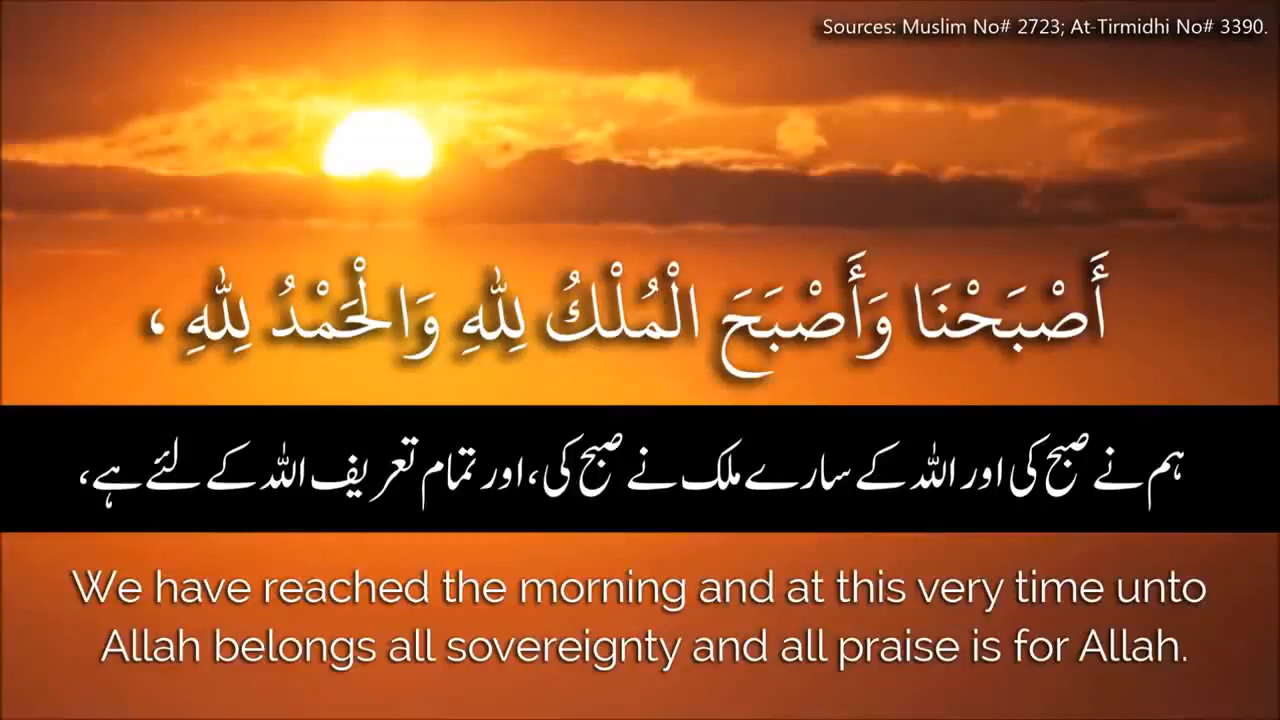 Sources: Muslim No# 2723; At-Tirmidhi No# 3390.
أَصْبَحْنَا وَأَصْبَحَ الْمُلْكُ لِلّٰهِ وَالْحَمْدُ لِلّٰهِ ،
ہم نے صبح کی اور اللہ کے سارے ملک نے صبح کی، اور تمام تعریف اللہ کے لئے ہے،
We have reached the morning and at this very time unto
Allah belongs all sovereignty and all praise is for Allah.